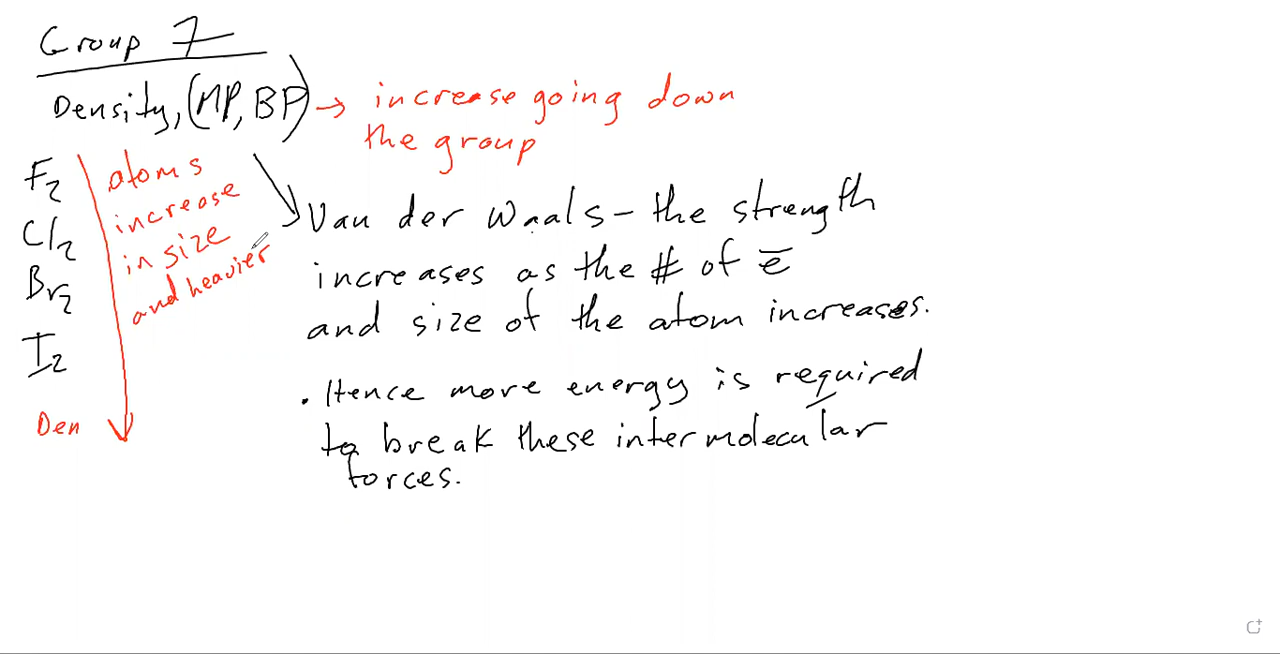 Group 7
Density, (MP, BP) → increase going down
the group
F₂
Cl₂
Br₂
I₂
Den
atoms
increase
in size
and heavier
Van der Waals - the strength
increases as the # of e̅
and size of the atom increases.
. Hence more energy is required
to break these intermolecular
forces.